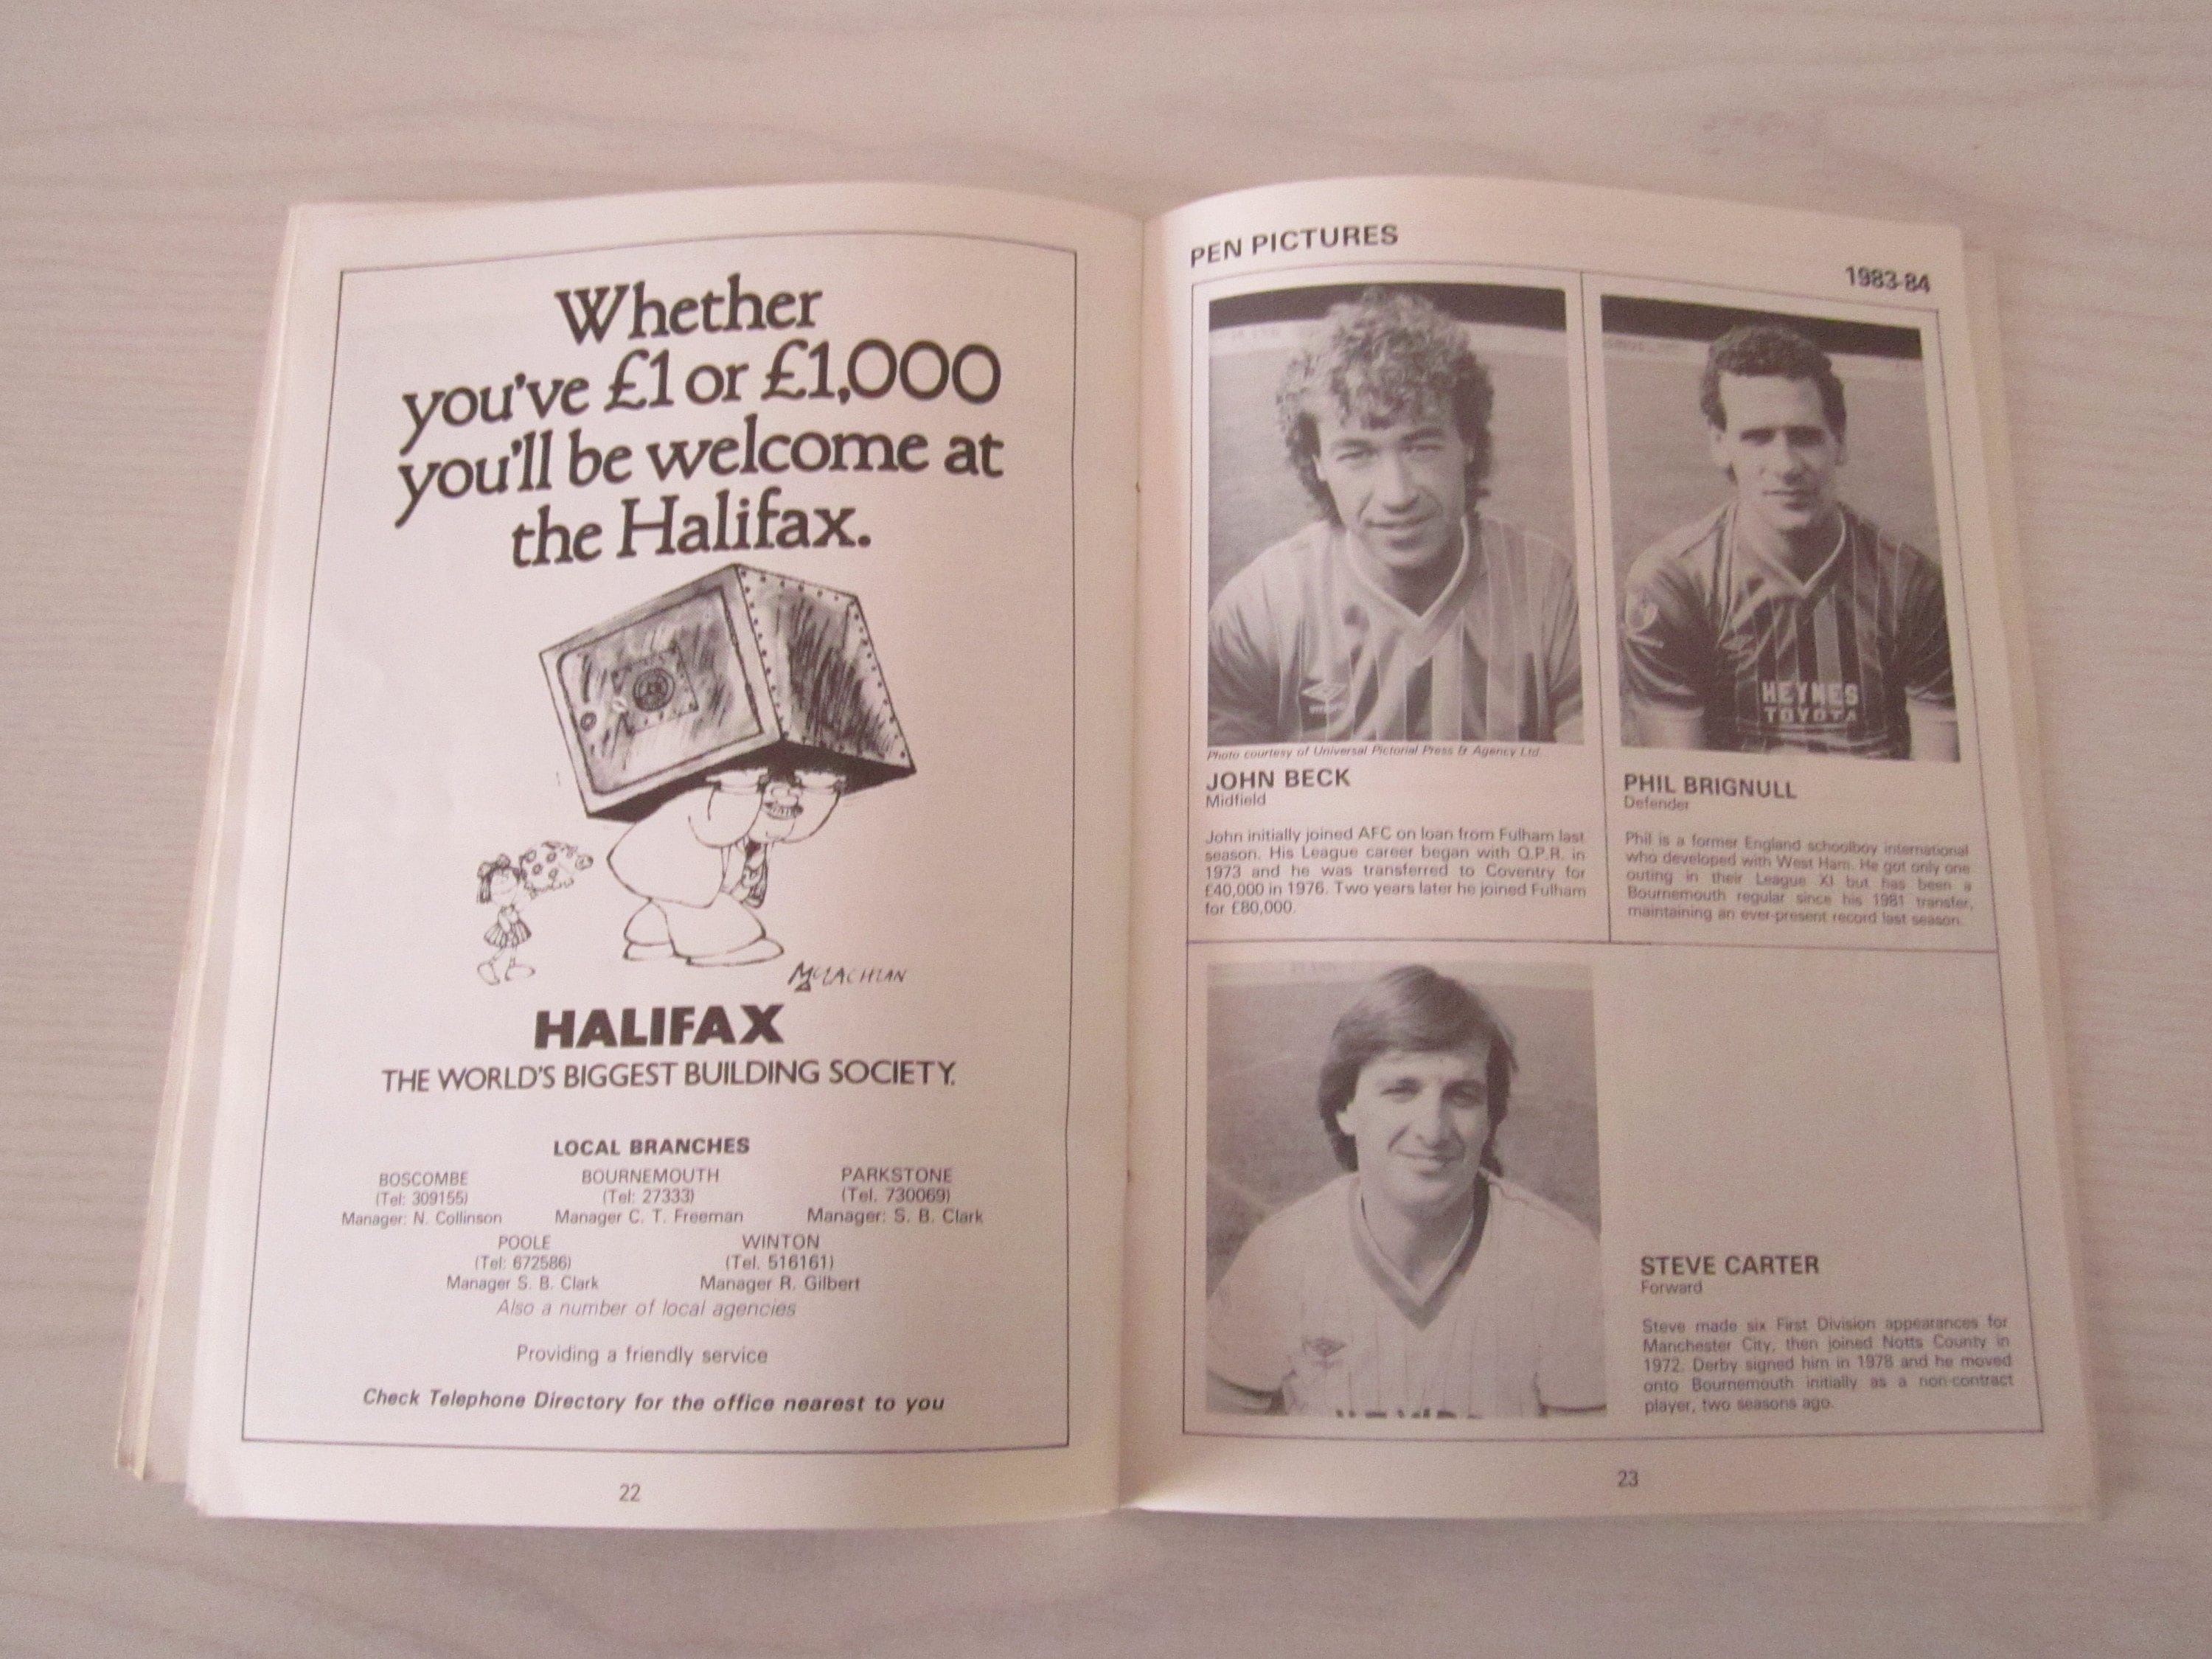 Whether
you've £1 or £1,000
you'll be welcome at
the Halifax.
McLACHLAN
HALIFAX
THE WORLD'S BIGGEST BUILDING SOCIETY.
LOCAL BRANCHES
BOSCOMBE
(Tel: 309155)
Manager: N. Collinson
BOURNEMOUTH
(Tel: 27333)
Manager C. T. Freeman
PARKSTONE
(Tel. 730069)
Manager: S. B. Clark
POOLE
(Tel: 672586)
Manager S. B. Clark
WINTON
(Tel. 516161)
Manager R. Gilbert
Also a number of local agencies
Providing a friendly service
Check Telephone Directory for the office nearest to you
22
PEN PICTURES
1983-84
Photo courtesy of Universal Pictorial Press & Agency Ltd.
JOHN BECK
Midfield
John initially joined AFC on loan from Fulham last
season. His League career began with Q.P.R. in
1973 and he was transferred to Coventry for
£40,000 in 1976. Two years later he joined Fulham
for £80,000.
HEYNES
TOYOTA
PHIL BRIGNULL
Defender
Phil is a former England schoolboy international
who developed with West Ham. He got only one
outing in their League XI but has been a
Bournemouth regular since his 1981 transfer,
maintaining an ever-present record last season.
STEVE CARTER
Forward
Steve made six First Division appearances for
Manchester City, then joined Notts County in
1972. Derby signed him in 1978 and he moved
onto Bournemouth initially as a non-contract
player, two seasons ago.
23